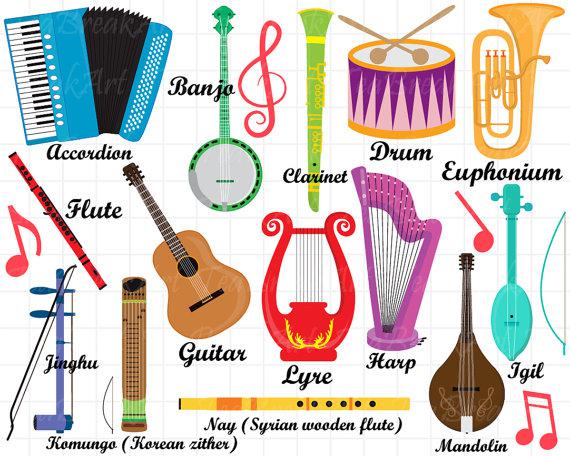 Accordion
Banjo
Clarinet
Drum
Euphonium
Flute
Guitar
Lyre
Harp
Igil
Jinghu
Komungo (Korean zither)
Nay (Syrian wooden flute)
Mandolin